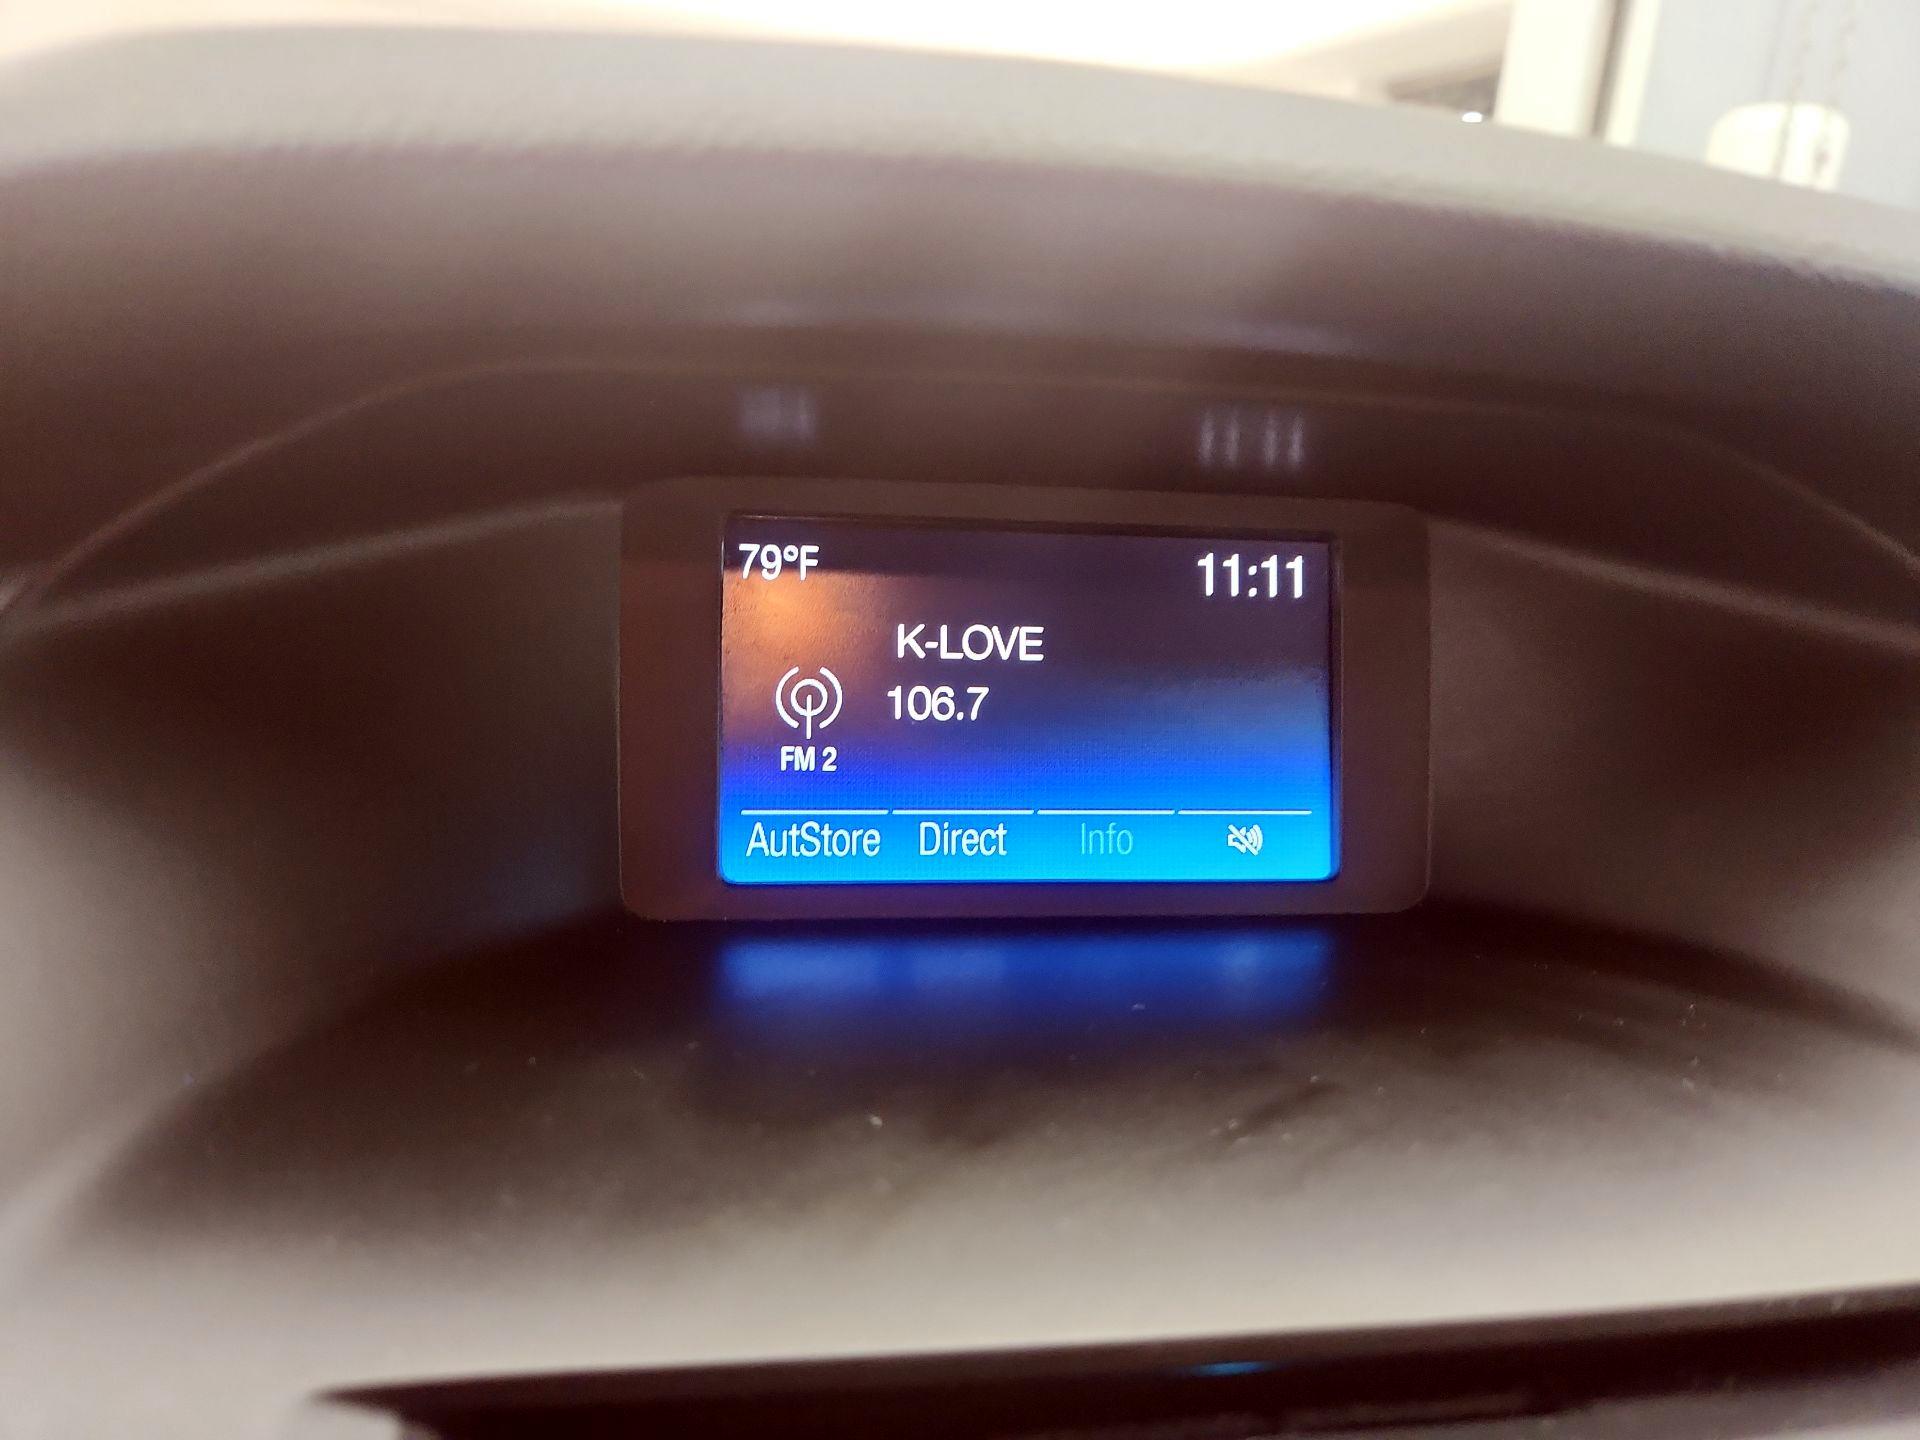 79°F 11:11
K-LOVE
106.7
FM 2
AutStore Direct Info